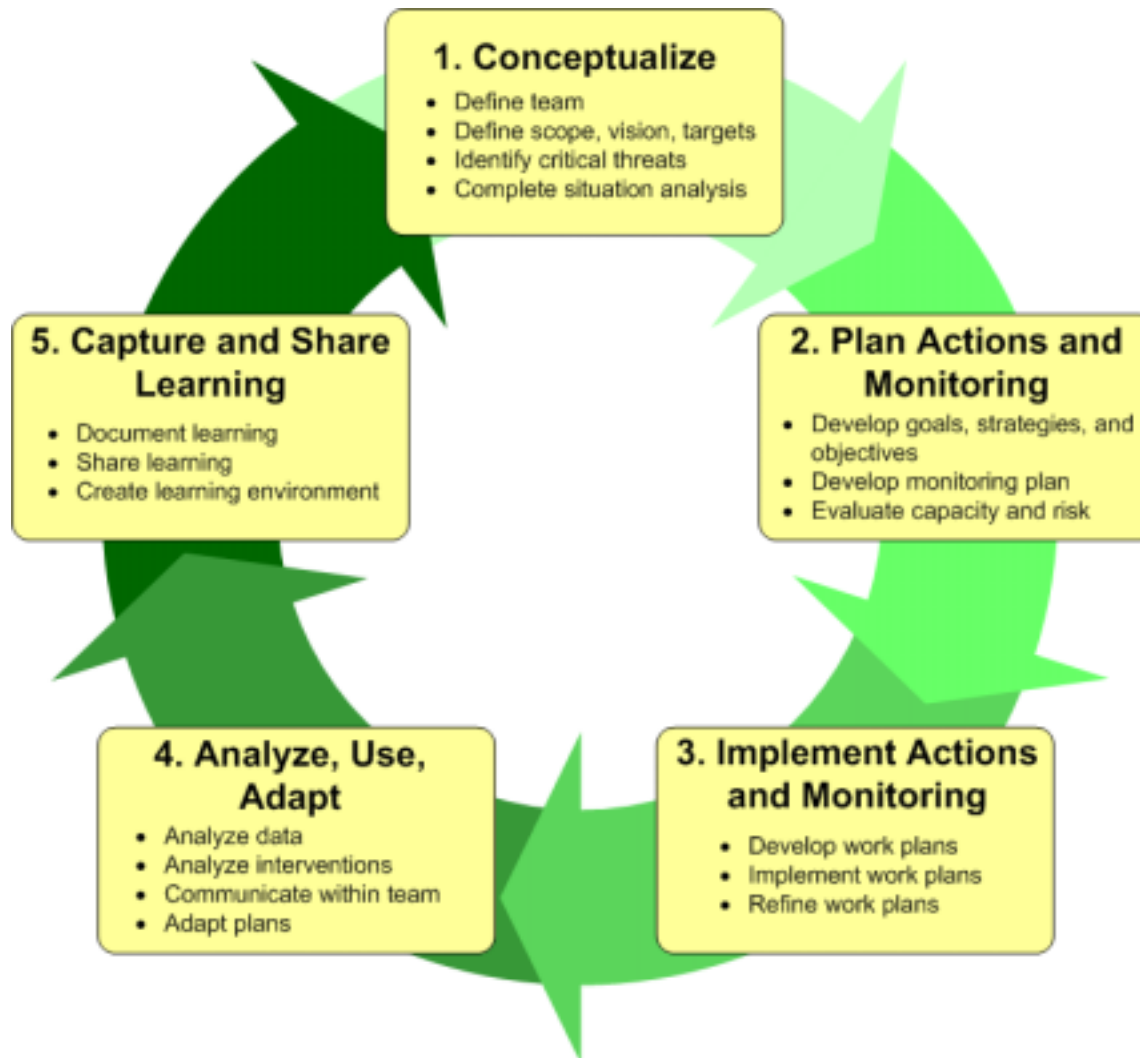 1. Conceptualize
• Define team
• Define scope, vision, targets
• Identify critical threats
• Complete situation analysis
2. Plan Actions and
Monitoring
• Develop goals, strategies, and
objectives
• Develop monitoring plan
• Evaluate capacity and risk
3. Implement Actions
and Monitoring
• Develop work plans
• Implement work plans
• Refine work plans
4. Analyze, Use,
Adapt
• Analyze data
• Analyze interventions
• Communicate within team
• Adapt plans
5. Capture and Share
Learning
• Document learning
• Share learning
• Create learning environment